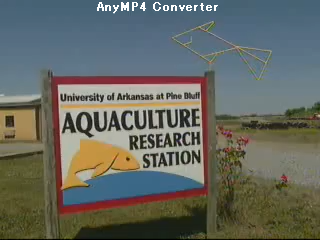 AnyMP4 Converter
University of Arkansas at Pine Bluff
AQUACULTURE
RESEARCH
STATION